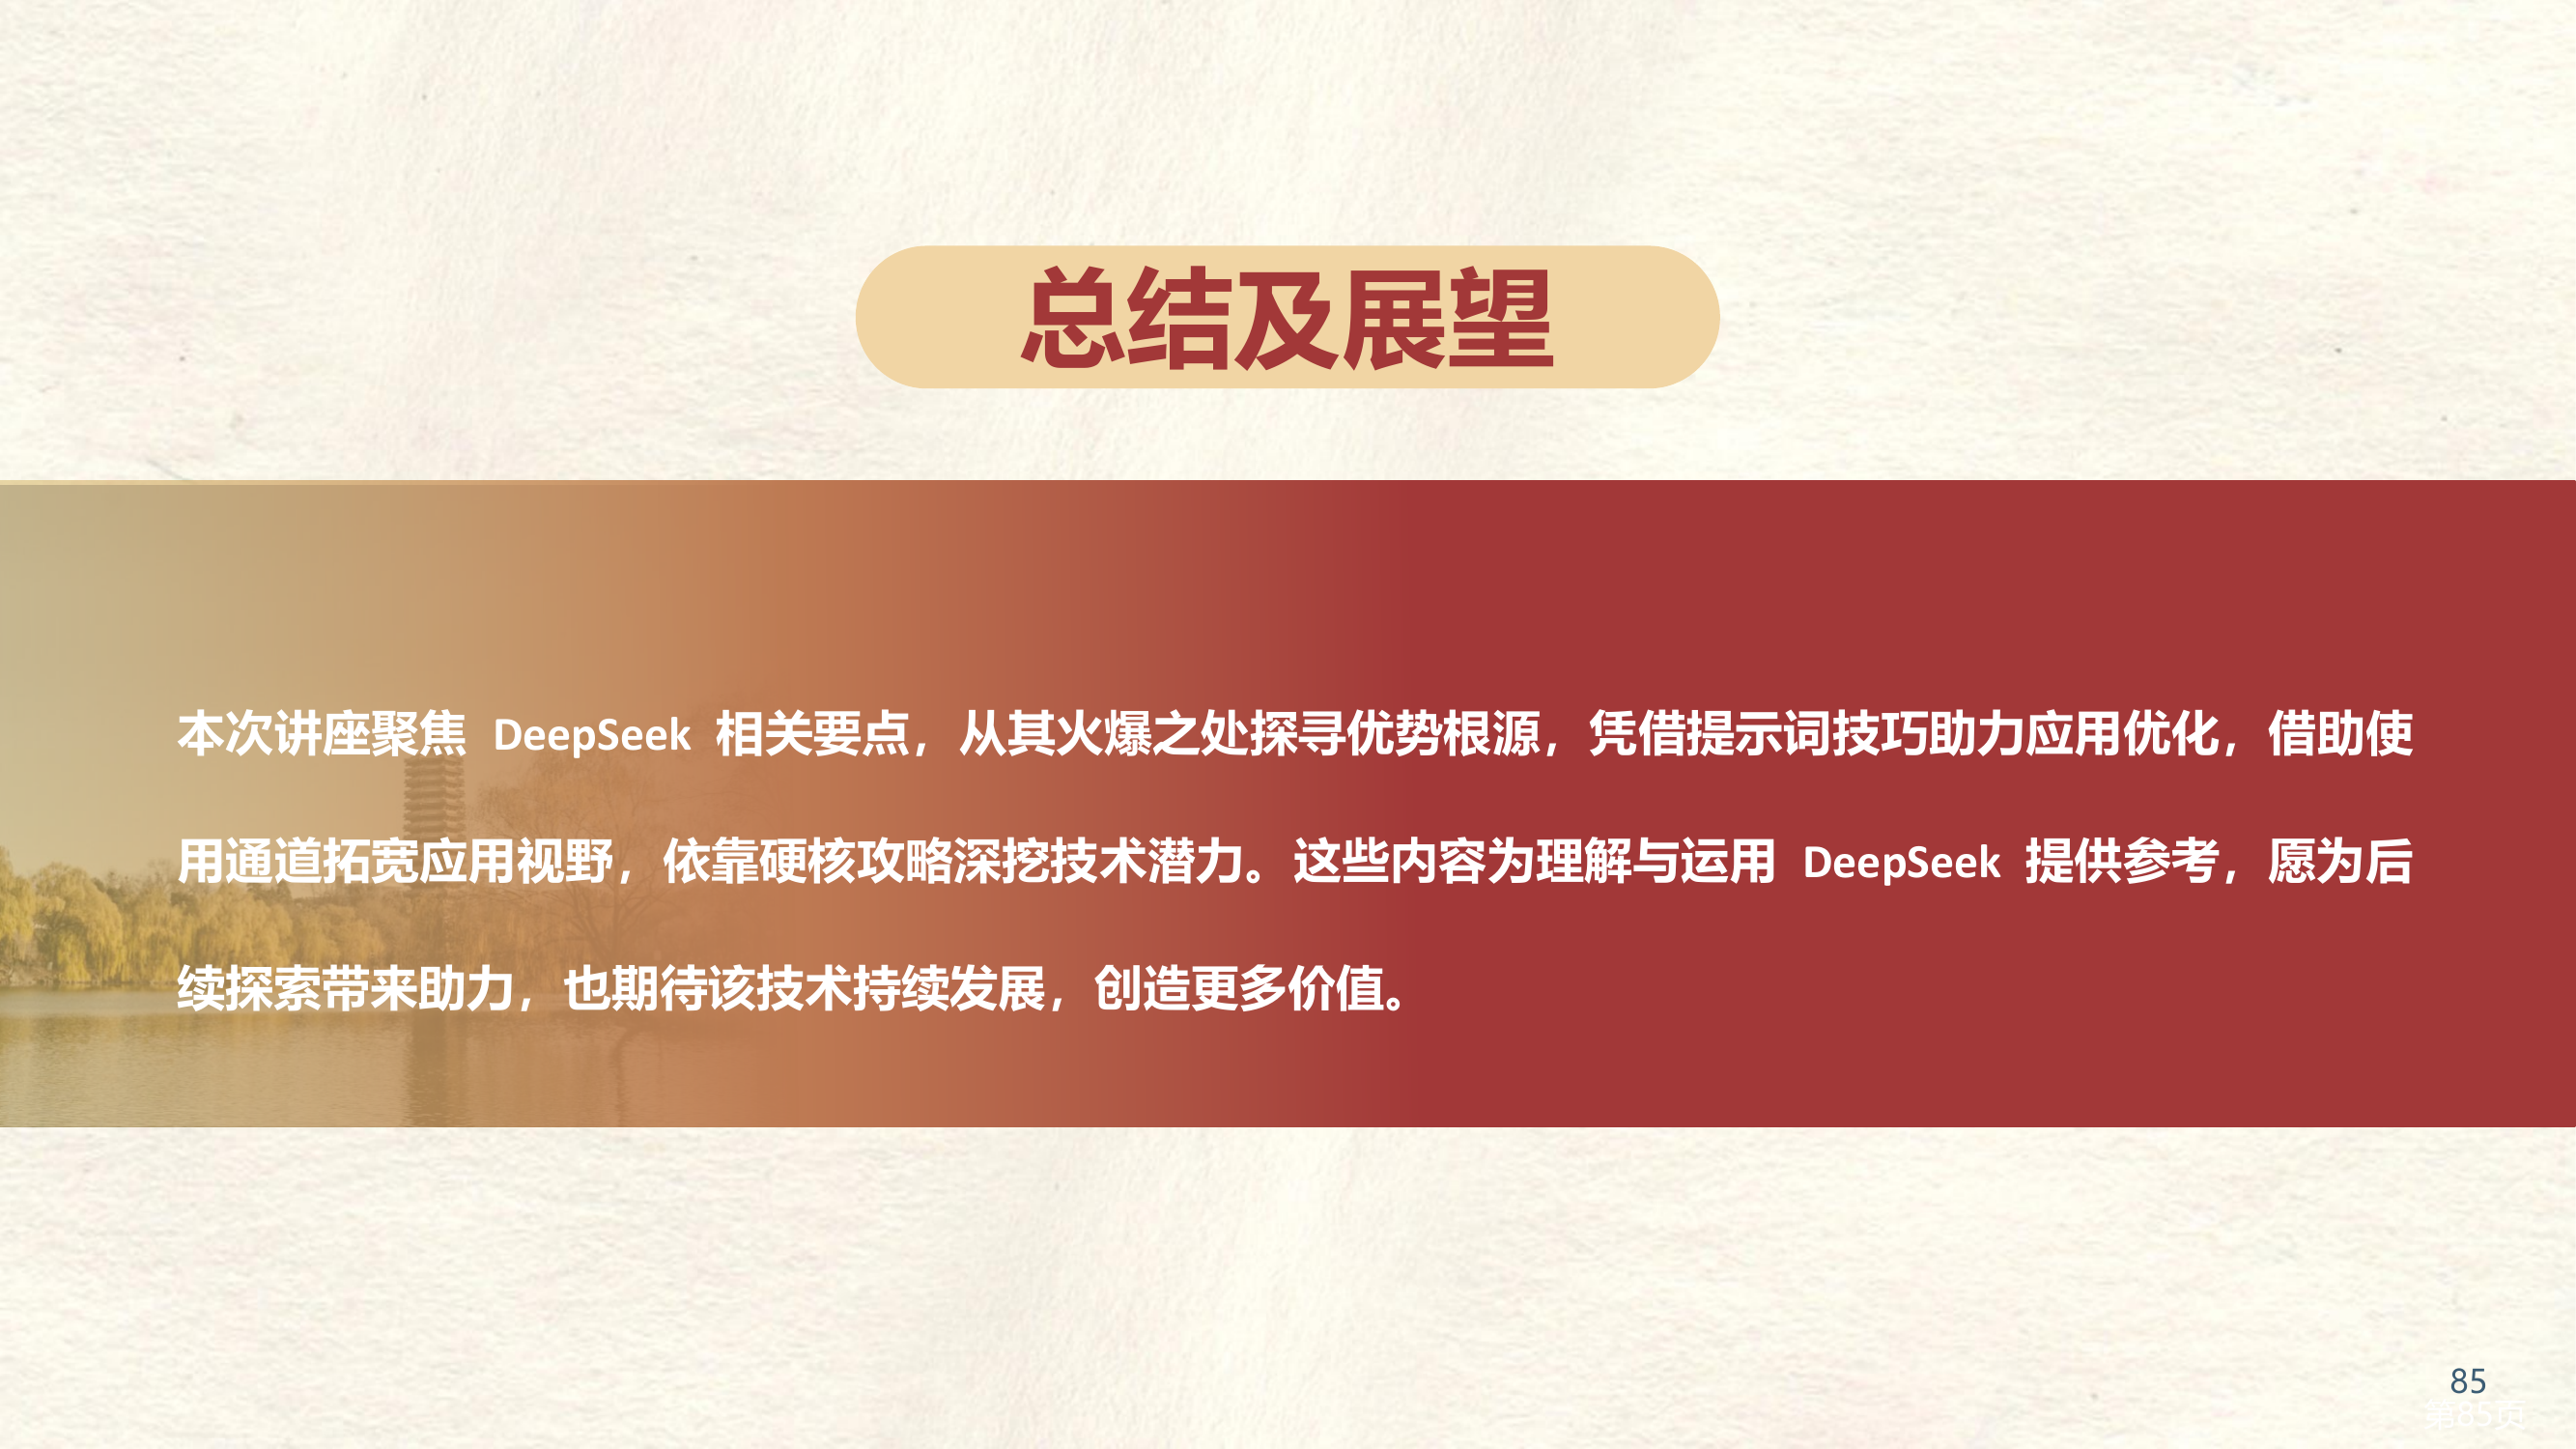 总结及展望
本次讲座聚焦 DeepSeek 相关要点，从其火爆之处探寻优势根源，凭借提示词技巧助力应用优化，借助使
用通道拓宽应用视野，依靠硬核攻略深挖技术潜力。这些内容为理解与运用 DeepSeek 提供参考，愿为后
续探索带来助力，也期待该技术持续发展，创造更多价值。
85
第85页